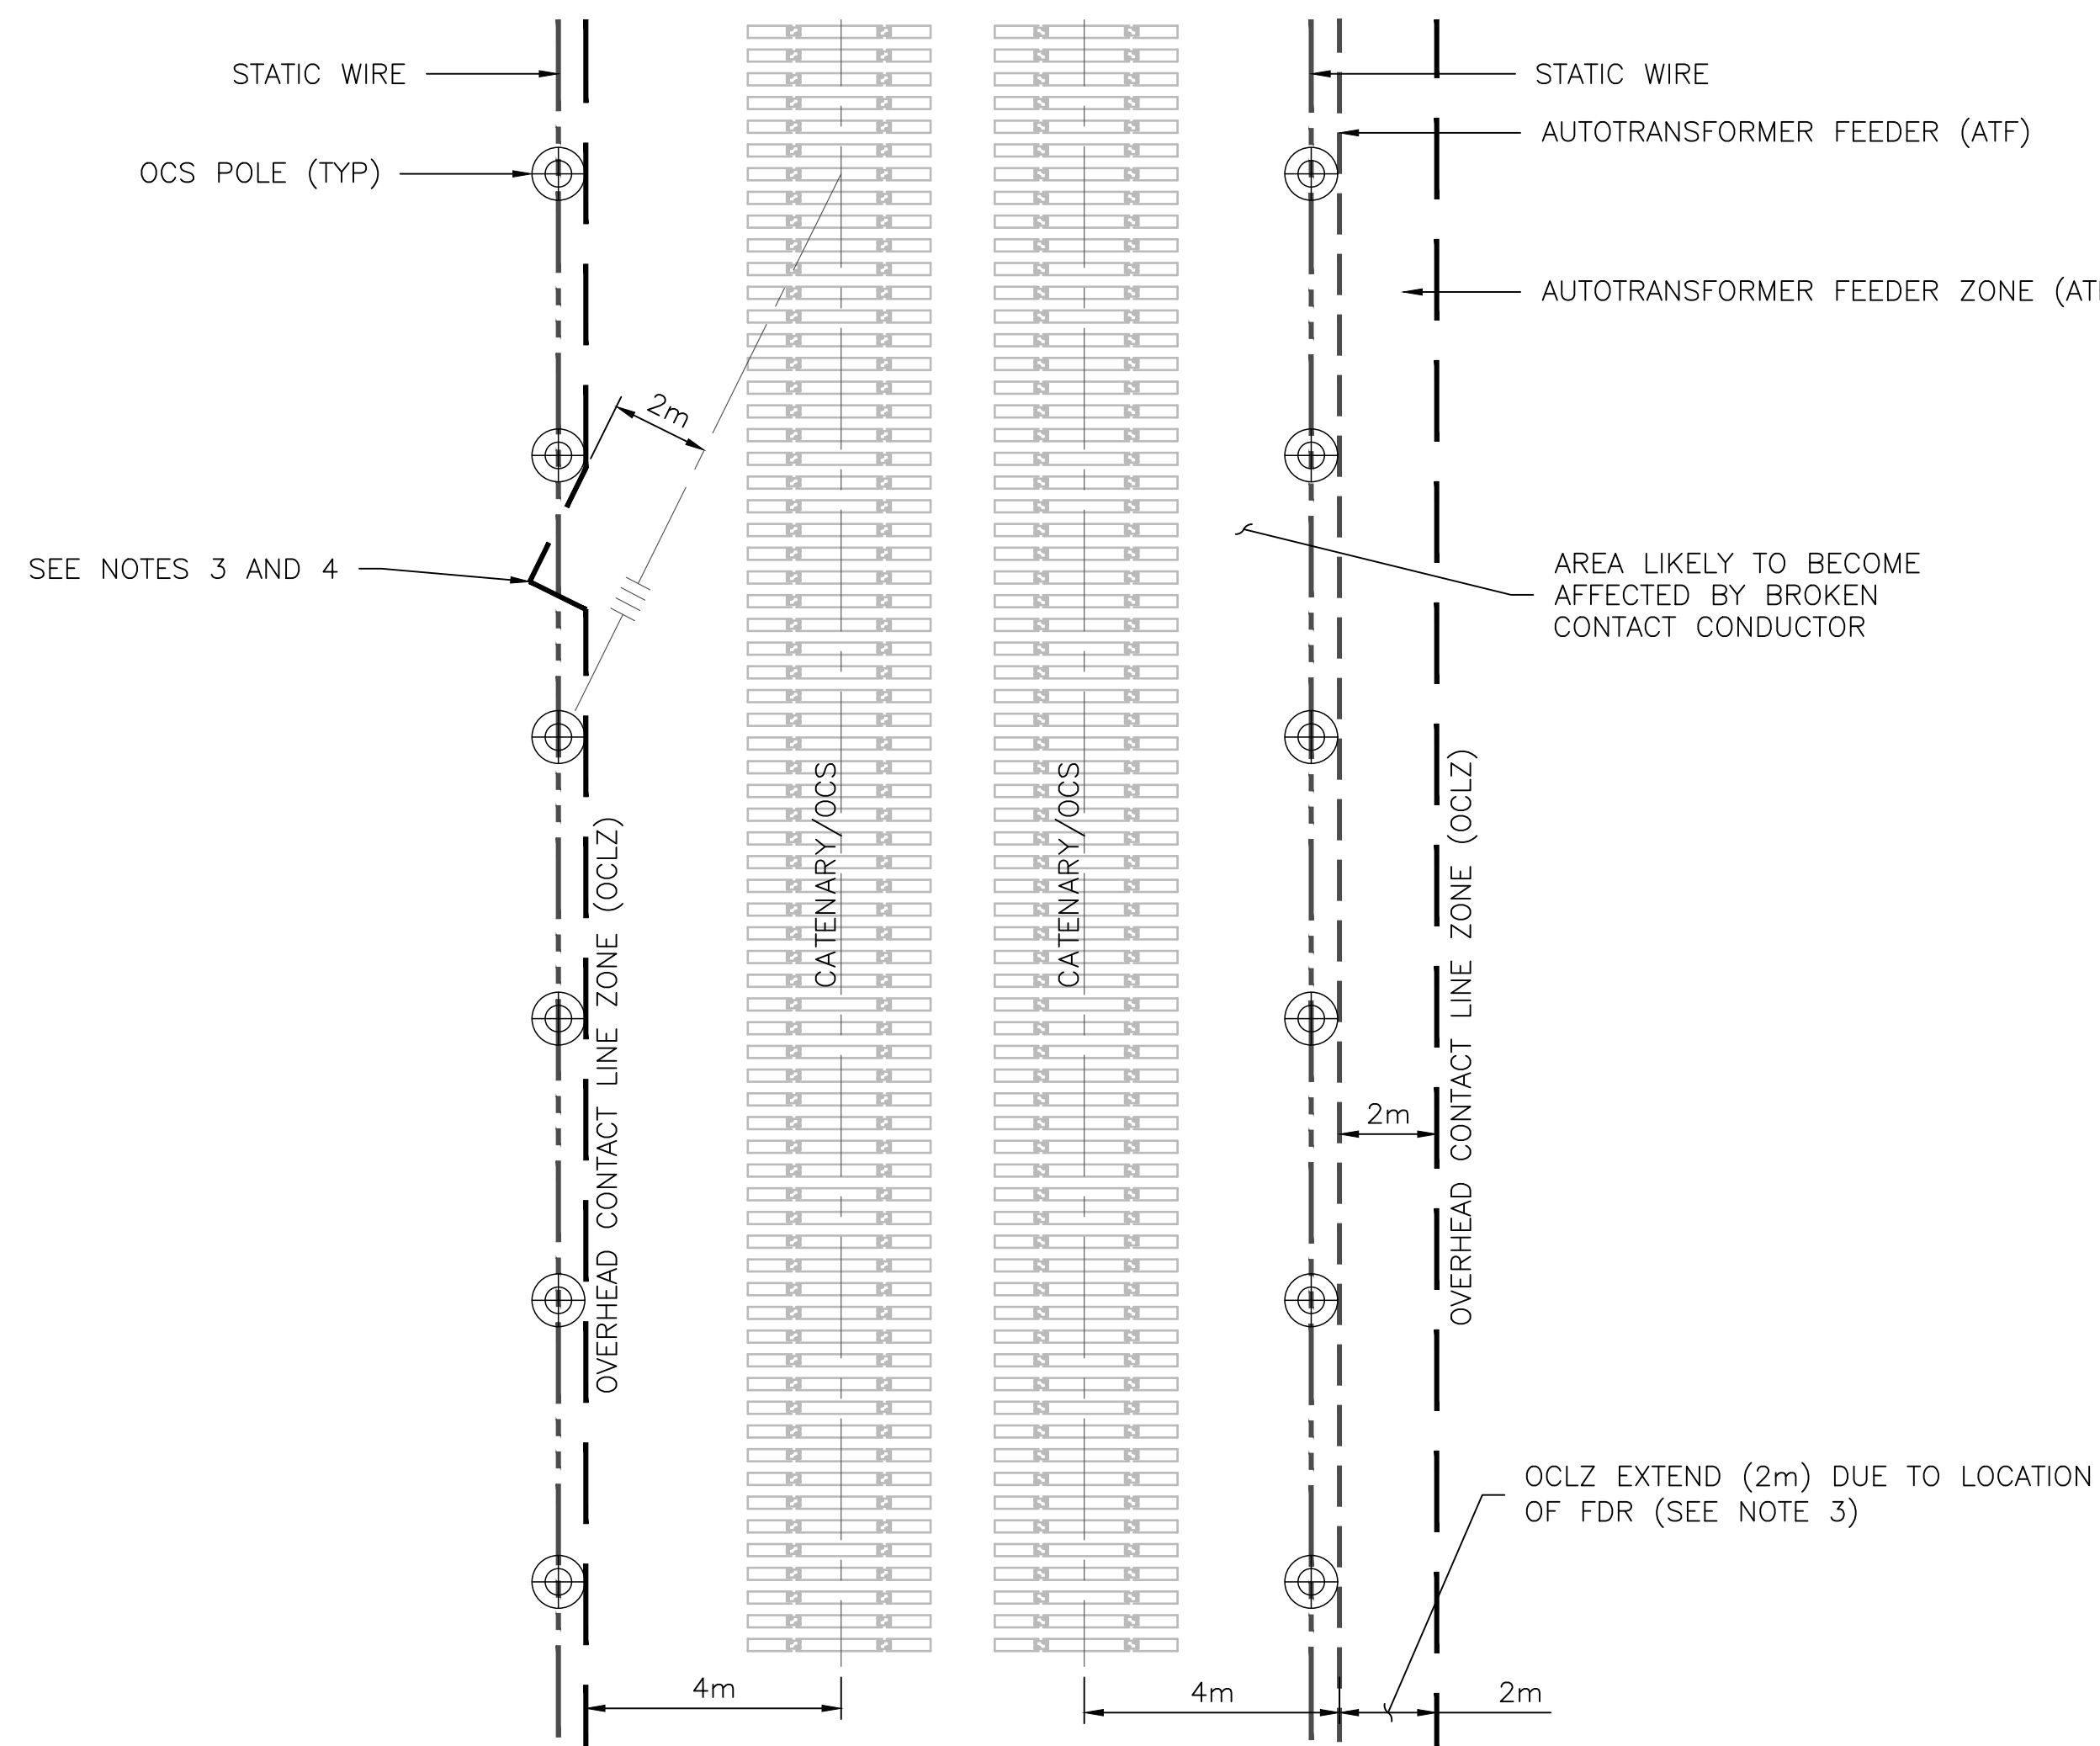 STATIC WIRE
STATIC WIRE
AUTOTRANSFORMER FEEDER (ATF)
OCS POLE (TYP)
AUTOTRANSFORMER FEEDER ZONE
2m
SEE NOTES 3 AND 4
AREA LIKELY TO BECOME
AFFECTED BY BROKEN
CONTACT CONDUCTOR
CATENARY/OCS
CATENARY/OCS
OVERHEAD CONTACT LINE ZONE (OCLZ)
OVERHEAD CONTACT LINE ZONE (OCLZ)
2m
OCLZ EXTEND (2m) DUE TO LOCATION
OF FDR (SEE NOTE 3)
4m
4m
2m